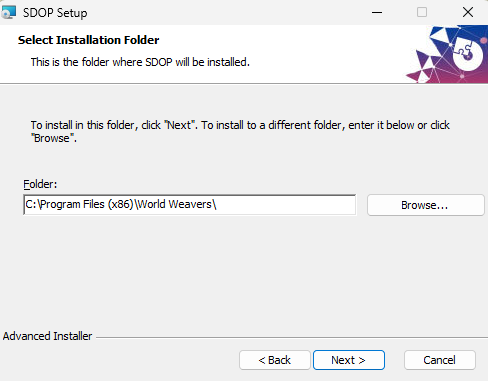 SDOP Setup
Select Installation Folder
This is the folder where SDOP will be installed.
To install in this folder, click "Next". To install to a different folder, enter it below or click
"Browse".
Folder:
C:\Program Files (x86)\World Weavers\
Browse...
Advanced Installer
< Back
Next >
Cancel